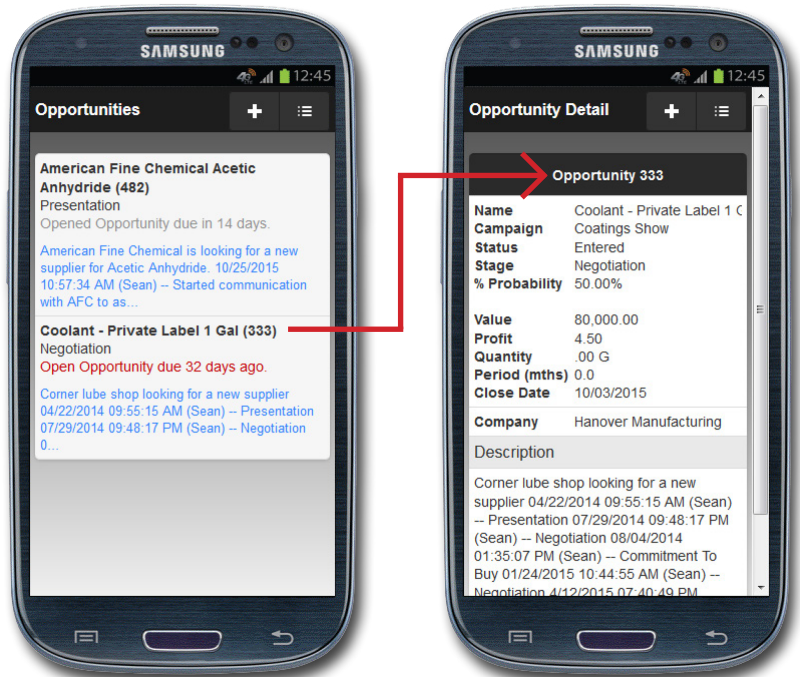 SAMSUNG
12:45
Opportunities
American Fine Chemical Acetic
Anhydride (482)
Presentation
Opened Opportunity due in 14 days.
American Fine Chemical is looking for a new
supplier for Acetic Anhydride. 10/25/2015
10:57:34 AM (Sean) -- Started communication
with AFC to as...
Coolant - Private Label 1 Gal (333)
Negotiation
Open Opportunity due 32 days ago.
Corner lube shop looking for a new supplier
04/22/2014 09:55:15 AM (Sean) -- Presentation
07/29/2014 09:48:17 PM (Sean) -- Negotiation
0...
SAMSUNG
12:45
Opportunity Detail
Opportunity 333
Name Coolant - Private Label 1 G
Campaign Coatings Show
Status Entered
Stage Negotiation
% Probability 50.00%
Value 80,000.00
Profit 4.50
Quantity .00 G
Period (mths) 0.0
Close Date 10/03/2015
Company Hanover Manufacturing
Description
Corner lube shop looking for a new
supplier 04/22/2014 09:55:15 AM (Sean)
-- Presentation 07/29/2014 09:48:17 PM
(Sean) -- Negotiation 08/04/2014
01:35:07 PM (Sean) -- Commitment To
Buy 01/24/2015 10:44:55 AM (Sean) --
Negotiation 4/12/2015 07:40:49 PM